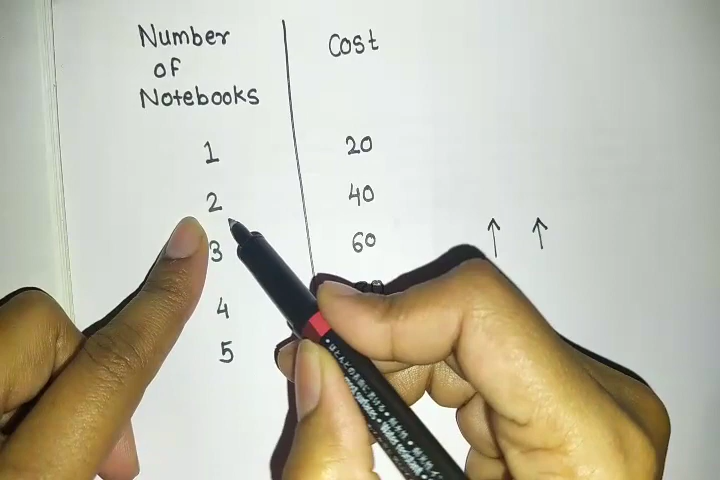 Number of Notebooks | Cost
1 | 20
2 | 40
3 | 60
4
5
↑ ↑